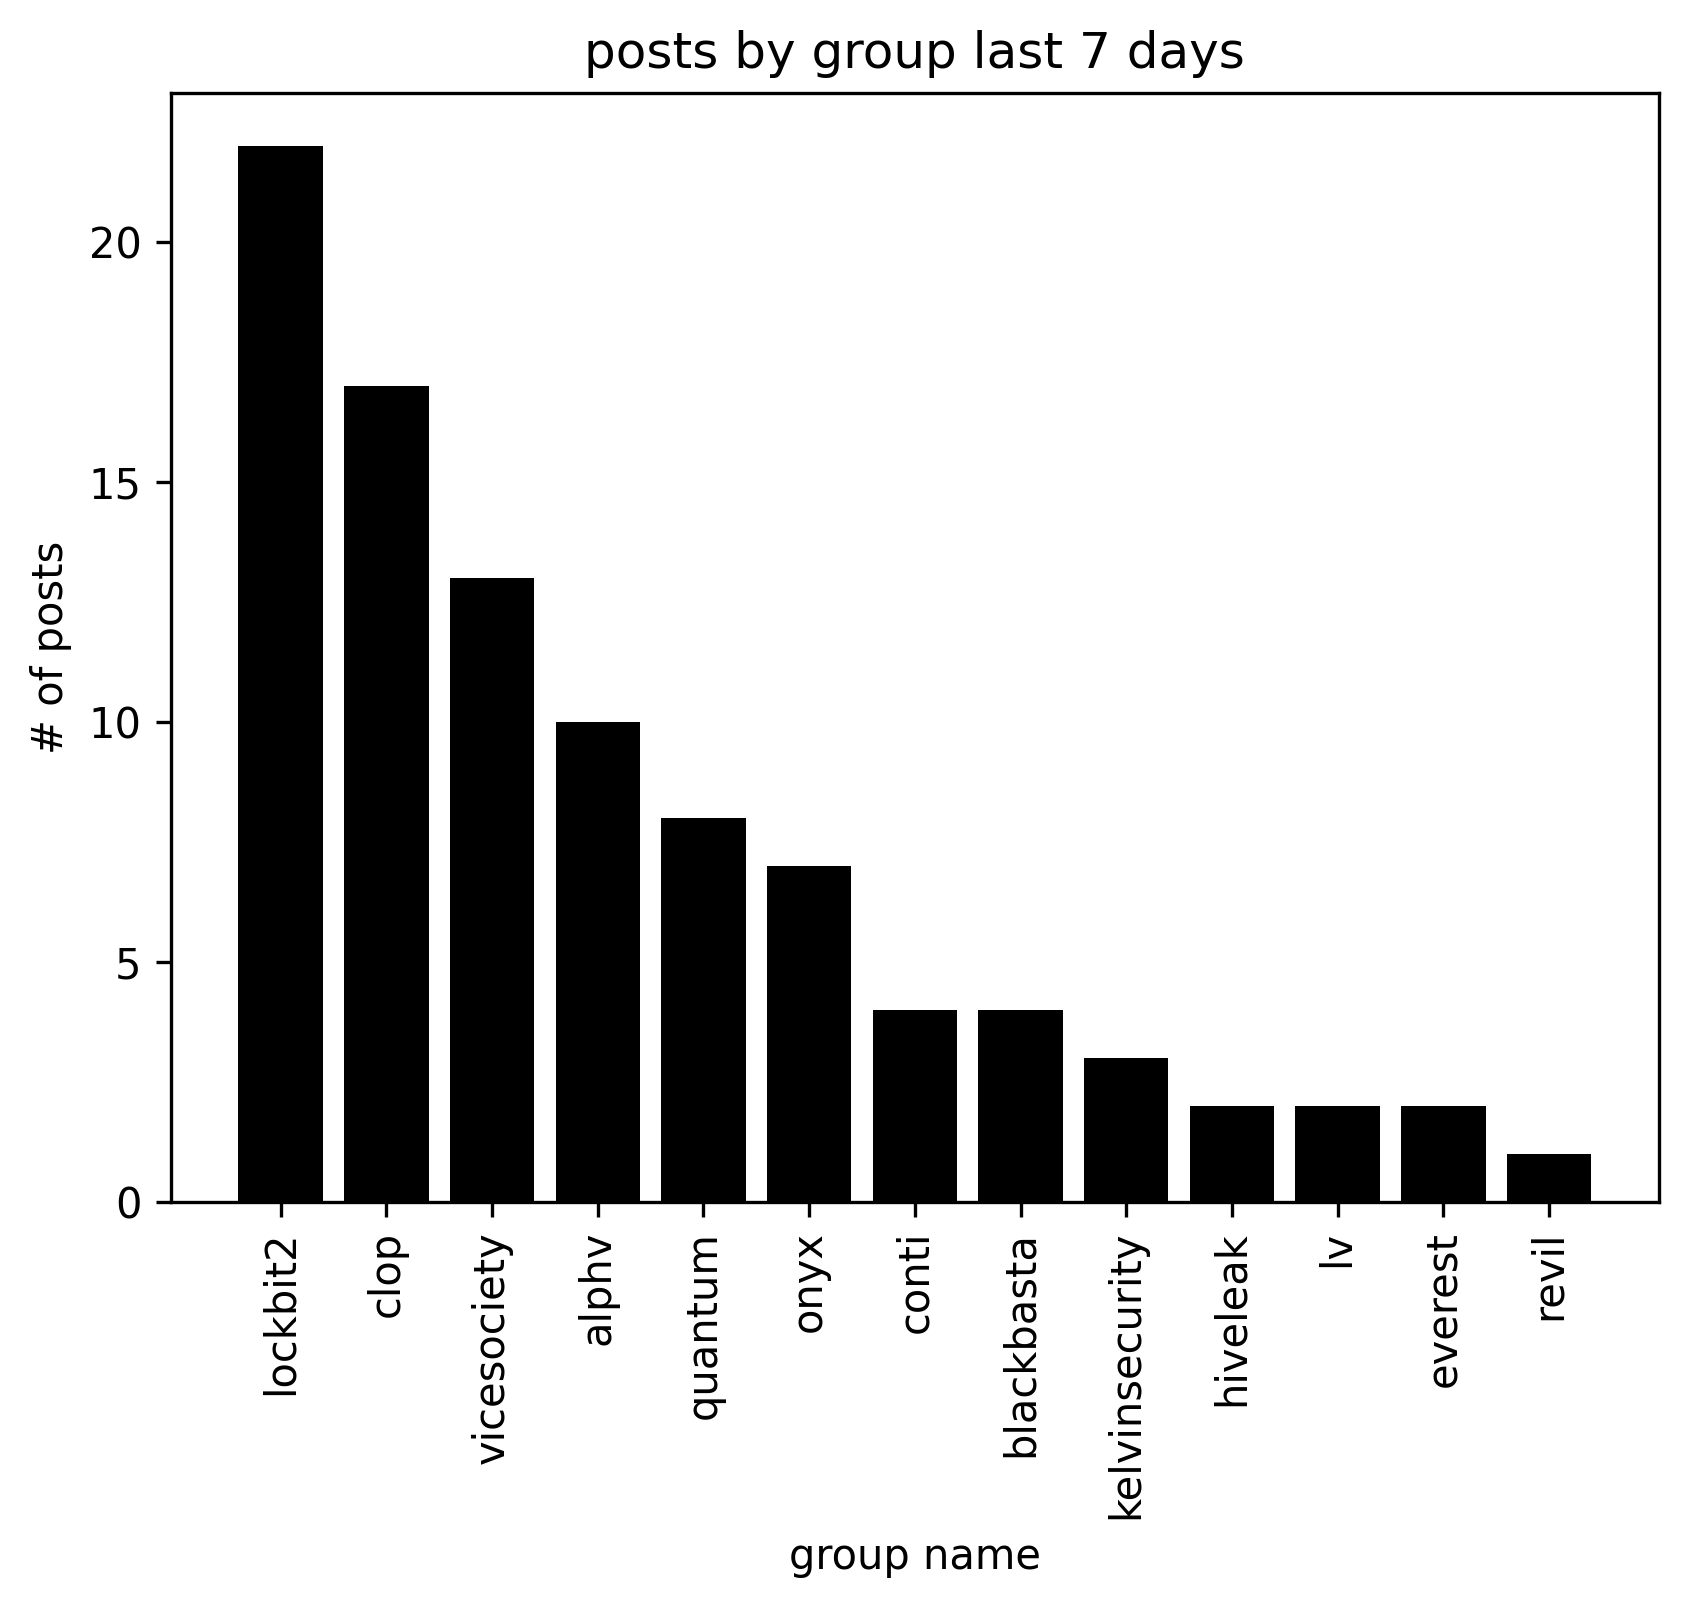 posts by group last 7 days
# of posts
20
15
10
5
0
lockbit2
clop
vicesociety
alphv
quantum
onyx
conti
blackbasta
kelvinsecurity
hiveleak
lv
everest
revil
group name